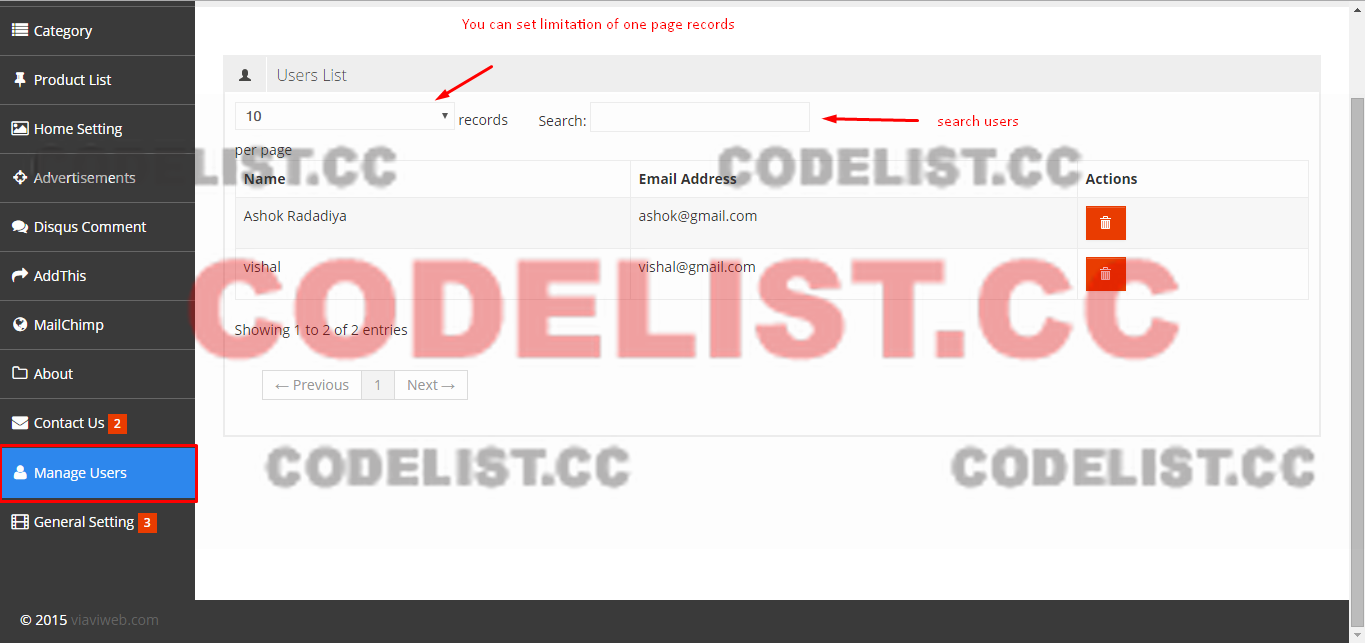 You can set limitation of one page records
Category
Product List
Home Setting
Advertisements
Disqus Comment
AddThis
MailChimp
About
Contact Us 2
Manage Users
General Setting 3
Users List
10 records Search: search users
per page
CODELIST.CC CODELIST.CC
Name Email Address Actions
Ashok Radadiya ashok@gmail.com
vishal vishal@gmail.com
CODELIST.CC
Showing 1 to 2 of 2 entries
← Previous 1 Next →
CODELIST.CC CODELIST.CC
© 2015 viaviweb.com